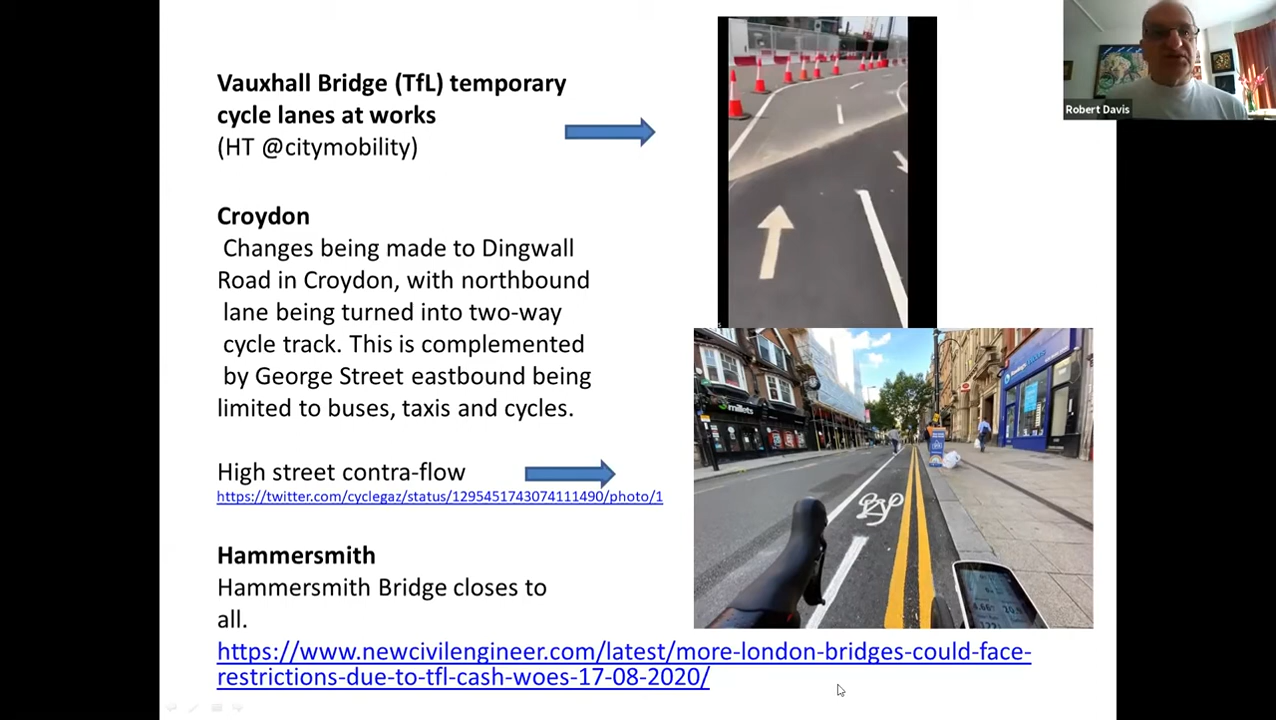 Vauxhall Bridge (TfL) temporary
cycle lanes at works
(HT @citymobility)
Croydon
Changes being made to Dingwall
Road in Croydon, with northbound
lane being turned into two-way
cycle track. This is complemented
by George Street eastbound being
limited to buses, taxis and cycles.
High street contra-flow
https://twitter.com/cyclegaz/status/1295451743074111490/photo/1
Hammersmith
Hammersmith Bridge closes to
all.
https://www.newcivilengineer.com/latest/more-london-bridges-could-face-
restrictions-due-to-tfl-cash-woes-17-08-2020/
Robert Davis
millets